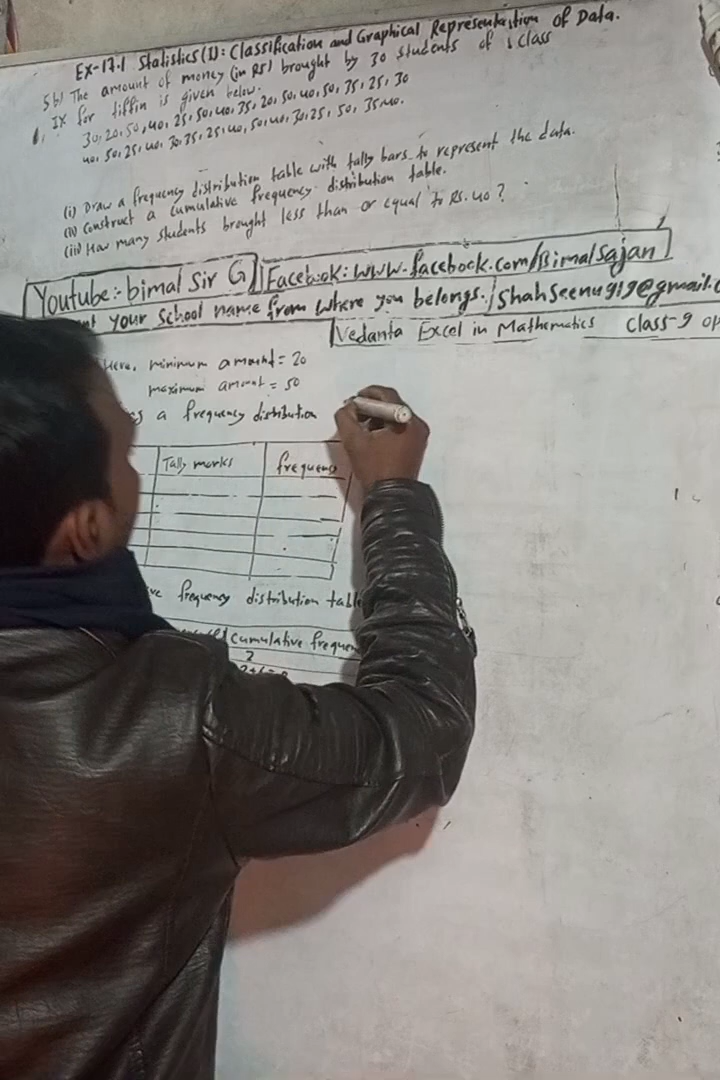 Ex-17.1 Statistics(I): Classification and Graphical Representation of Data.
5b) The amount of money (in RS) brought by 30 students of class
IX for tiffin is given below.
30, 20, 50, 40, 25, 50, 40, 35, 20, 50, 40, 50, 35, 25, 30
40, 50, 25, 40, 30, 35, 25, 40, 50, 40, 30, 25, 50, 35, 40.
(i) Draw a frequency distribution table with tally bars to represent the data.
(ii) Construct a cumulative frequency distribution table.
(iii) How many students brought less than or equal to Rs. 40?
Youtube:- bimal Sir G Facebook: www.facebook.com/Bimalsajan
your school name from where you belongs. / shahseenu919@gmail.c
Vedanta Excel in Mathematics Class-9 op
Here, minimum amount = 20
maximum amount = 50
a frequency distribution
Tally marks frequency
ve frequency distribution table
cumulative frequen
2